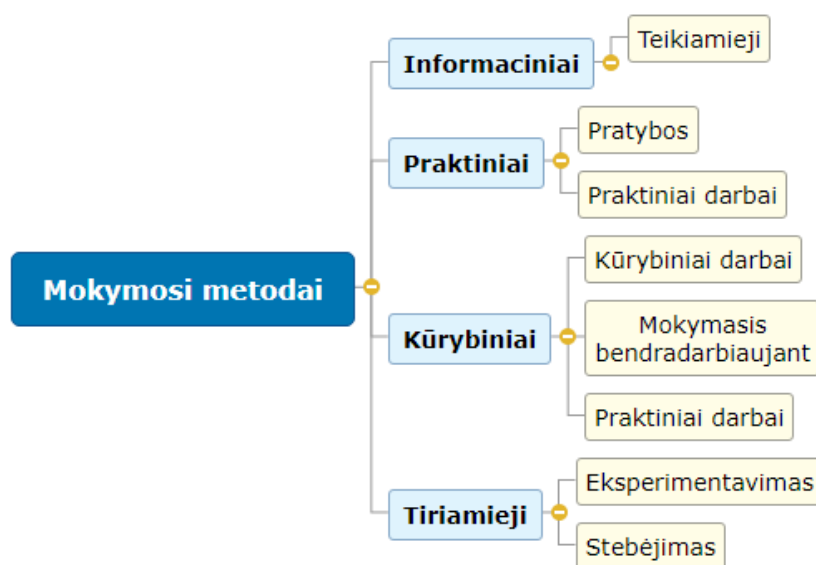 Mokymosi metodai
Informaciniai
Teikiamieji
Praktiniai
Pratybos
Praktiniai darbai
Kūrybiniai
Kūrybiniai darbai
Mokymasis
bendradarbiaujant
Praktiniai darbai
Tiriamieji
Eksperimentavimas
Stebėjimas